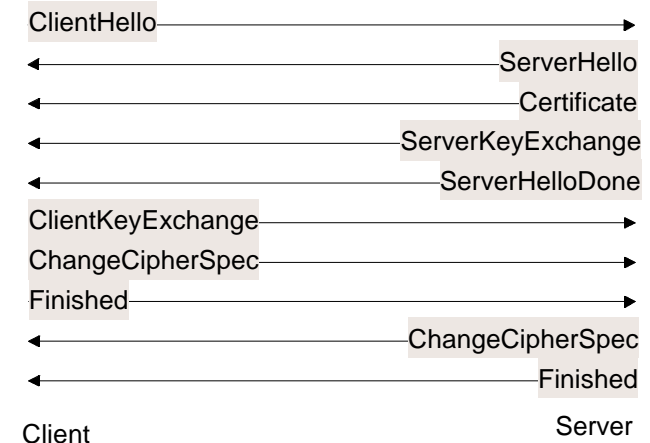 ClientHello
ServerHello
Certificate
ServerKeyExchange
ServerHelloDone
ClientKeyExchange
ChangeCipherSpec
Finished
ChangeCipherSpec
Finished
Client Server